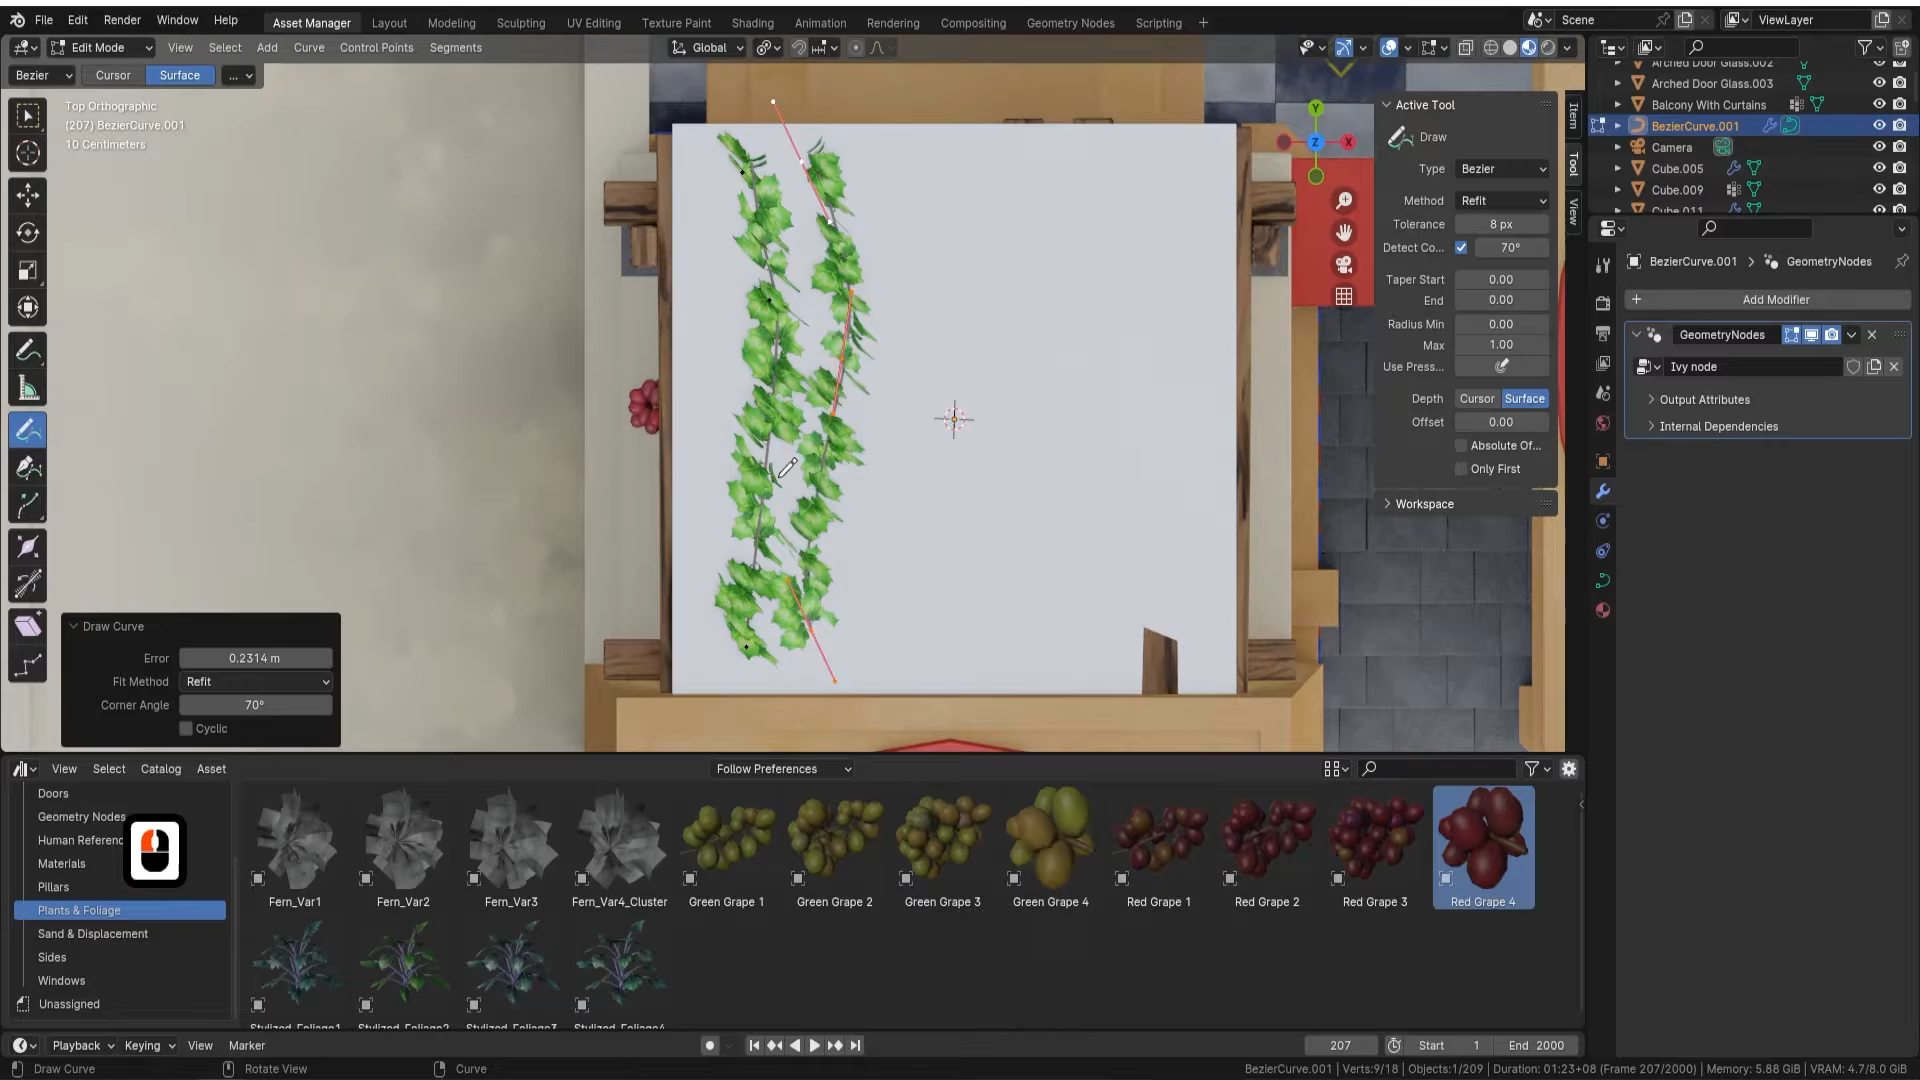 File Edit Render Window Help Asset Manager Layout Modeling Sculpting UV Editing Texture Paint Shading Animation Rendering Compositing Geometry Nodes Scripting + Scene ViewLayer
Edit Mode View Select Add Curve Control Points Segments Global
Bezier Cursor Surface ...
Top Orthographic
(207) BezierCurve.001
10 Centimeters
Y
Z
X
Active Tool
Draw
Type Bezier
Method Refit
Tolerance 8 px
Detect Co... 70°
Taper Start 0.00
End 0.00
Radius Min 0.00
Max 1.00
Use Press...
Depth Cursor Surface
Offset 0.00
Absolute Of...
Only First
Workspace
Item
Tool
View
Arched Door Glass.002
Arched Door Glass.003
Balcony With Curtains
BezierCurve.001
Camera
Cube.005
Cube.009
Cube.011
BezierCurve.001 > GeometryNodes
+ Add Modifier
GeometryNodes
Ivy node
Output Attributes
Internal Dependencies
Draw Curve
Error 0.2314 m
Fit Method Refit
Corner Angle 70°
Cyclic
View Select Catalog Asset Follow Preferences
Doors
Geometry Nodes
Human Referenc
Materials
Pillars
Plants & Foliage
Sand & Displacement
Sides
Windows
Unassigned
Fern_Var1 Fern_Var2 Fern_Var3 Fern_Var4_Cluster Green Grape 1 Green Grape 2 Green Grape 3 Green Grape 4 Red Grape 1 Red Grape 2 Red Grape 3 Red Grape 4
Stylized_Foliage1 Stylized_Foliage2 Stylized_Foliage3 Stylized_Foliage4
Playback Keying View Marker 207 Start 1 End 2000
Draw Curve Rotate View Curve BezierCurve.001 | Verts:9/18 | Objects:1/209 | Duration: 01:23+08 (Frame 207/2000) | Memory: 5.88 GiB | VRAM: 4.7/8.0 GiB